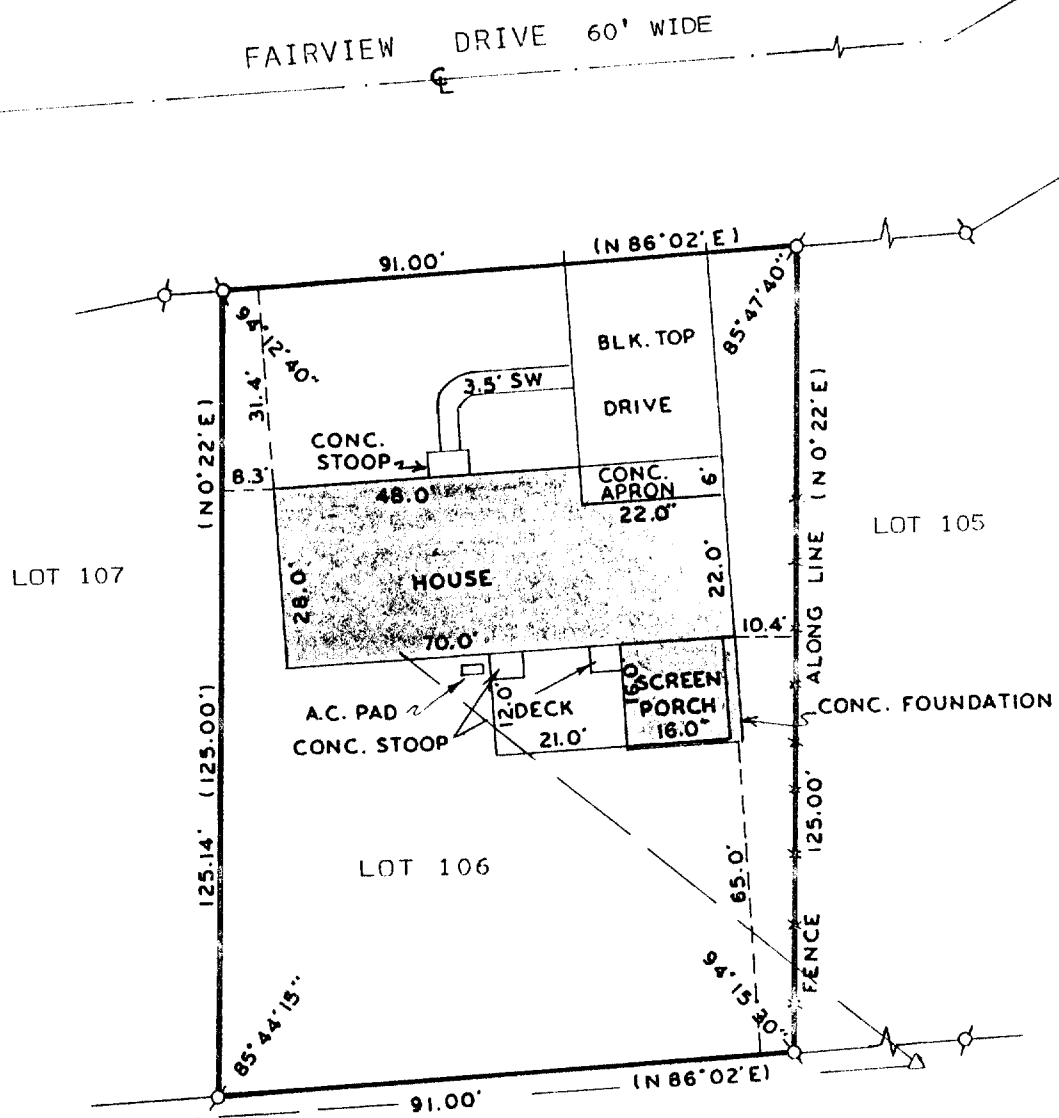 FAIRVIEW DRIVE 60' WIDE
℄
91.00'
(N 86°02' E)
94°12'40"
85°47'40"
BLK. TOP
DRIVE
3.5' SW
31.4'
(N 0°22' E)
(N 0°22' E)
CONC.
STOOP
8.3'
48.0'
CONC.
APRON
6'
22.0"
LOT 105
LOT 107
28.0'
HOUSE
22.0'
70.0'
10.4'
ALONG LINE
A.C. PAD
CONC. STOOP
12.0'
DECK
21.0'
SCREEN
PORCH
16.0'
CONC. FOUNDATION
125.14' (125.00')
125.00'
LOT 106
65.0'
FENCE
85°44'15"
94°15'30"
91.00'
(N 86°02' E)